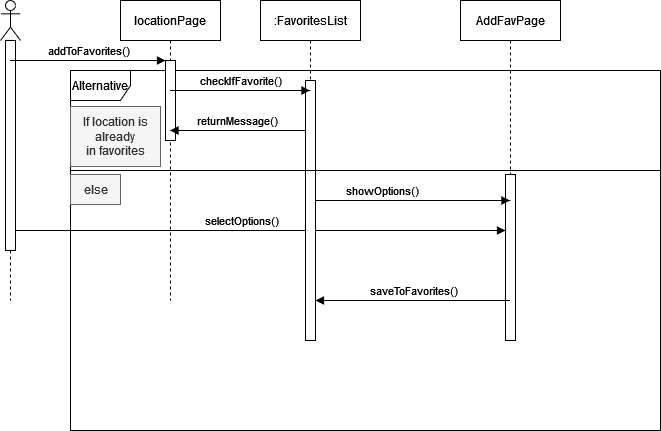 locationPage
:FavoritesList
AddFavPage
addToFavorites()
Alternative
checkIfFavorite()
If location is
already
in favorites
returnMessage()
else
showOptions()
selectOptions()
saveToFavorites()